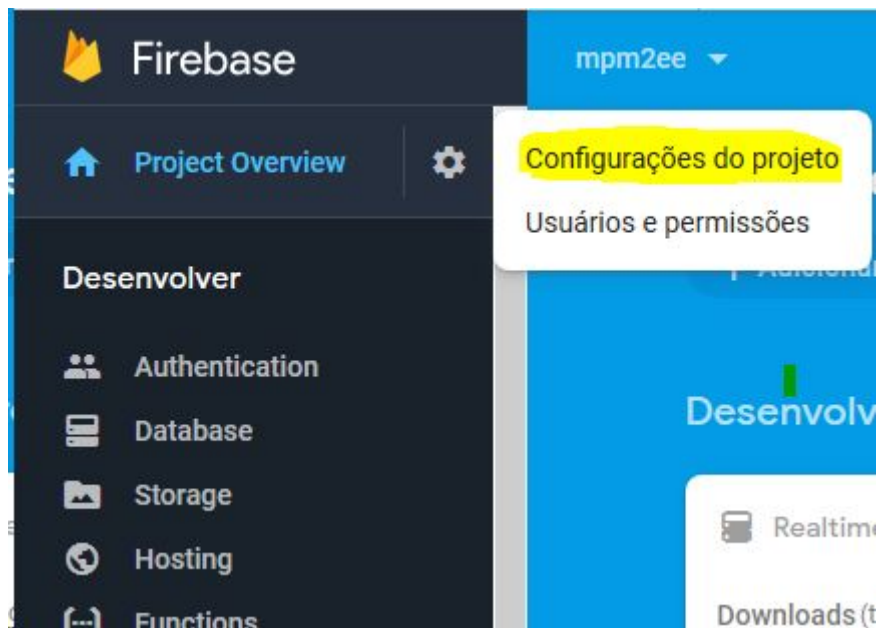 Firebase
mpm2ee
Project Overview
Configurações do projeto
Usuários e permissões
Desenvolver
Authentication
Database
Storage
Hosting
Functions
Desenvolv
Realtime
Downloads (t